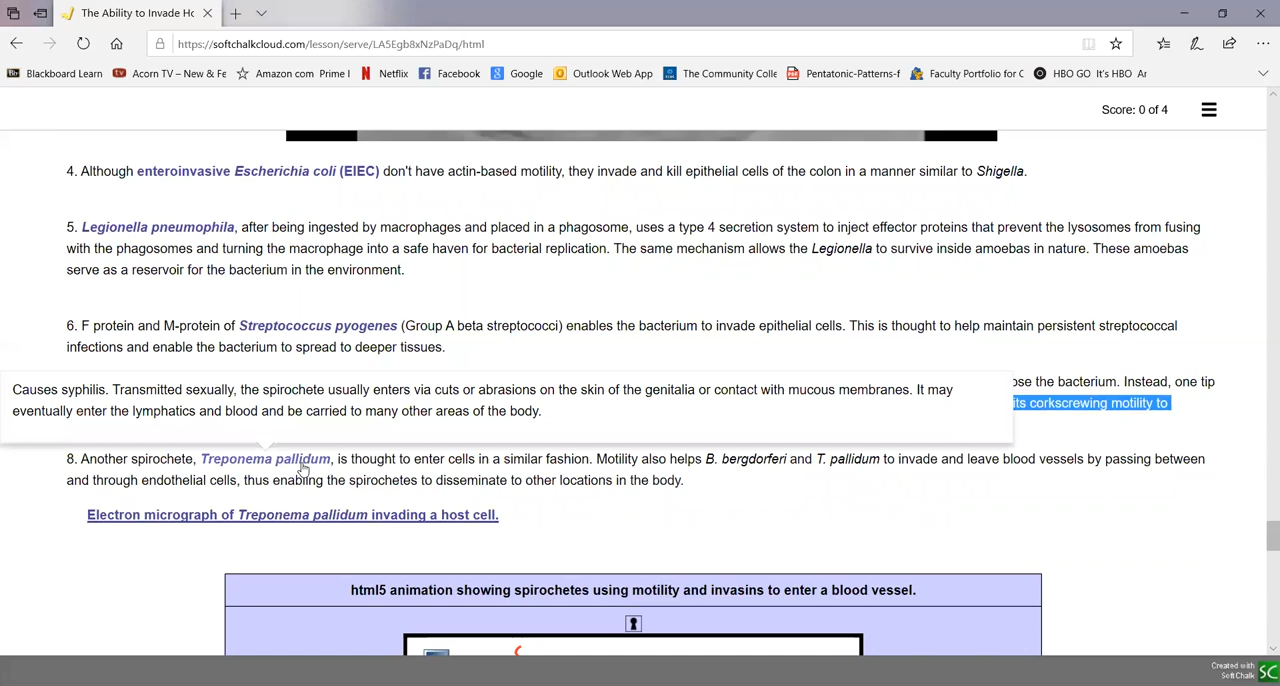 The Ability to Invade Ho
https://softchalkcloud.com/lesson/serve/LA5Egb8xNzPaDq/html
Blackboard Learn Acorn TV – New & Fe Amazon com Prime I Netflix Facebook Google Outlook Web App The Community Colle Pentatonic-Patterns-f Faculty Portfolio for C HBO GO It's HBO Ar
Score: 0 of 4
4. Although enteroinvasive Escherichia coli (EIEC) don't have actin-based motility, they invade and kill epithelial cells of the colon in a manner similar to Shigella.
5. Legionella pneumophila, after being ingested by macrophages and placed in a phagosome, uses a type 4 secretion system to inject effector proteins that prevent the lysosomes from fusing
with the phagosomes and turning the macrophage into a safe haven for bacterial replication. The same mechanism allows the Legionella to survive inside amoebas in nature. These amoebas
serve as a reservoir for the bacterium in the environment.
6. F protein and M-protein of Streptococcus pyogenes (Group A beta streptococci) enables the bacterium to invade epithelial cells. This is thought to help maintain persistent streptococcal
infections and enable the bacterium to spread to deeper tissues.
ose the bacterium. Instead, one tip
its corkscrewing motility to
Causes syphilis. Transmitted sexually, the spirochete usually enters via cuts or abrasions on the skin of the genitalia or contact with mucous membranes. It may
eventually enter the lymphatics and blood and be carried to many other areas of the body.
8. Another spirochete, Treponema pallidum, is thought to enter cells in a similar fashion. Motility also helps B. bergdorferi and T. pallidum to invade and leave blood vessels by passing between
and through endothelial cells, thus enabling the spirochetes to disseminate to other locations in the body.
Electron micrograph of Treponema pallidum invading a host cell.
html5 animation showing spirochetes using motility and invasins to enter a blood vessel.
Created with
SoftChalk
SC